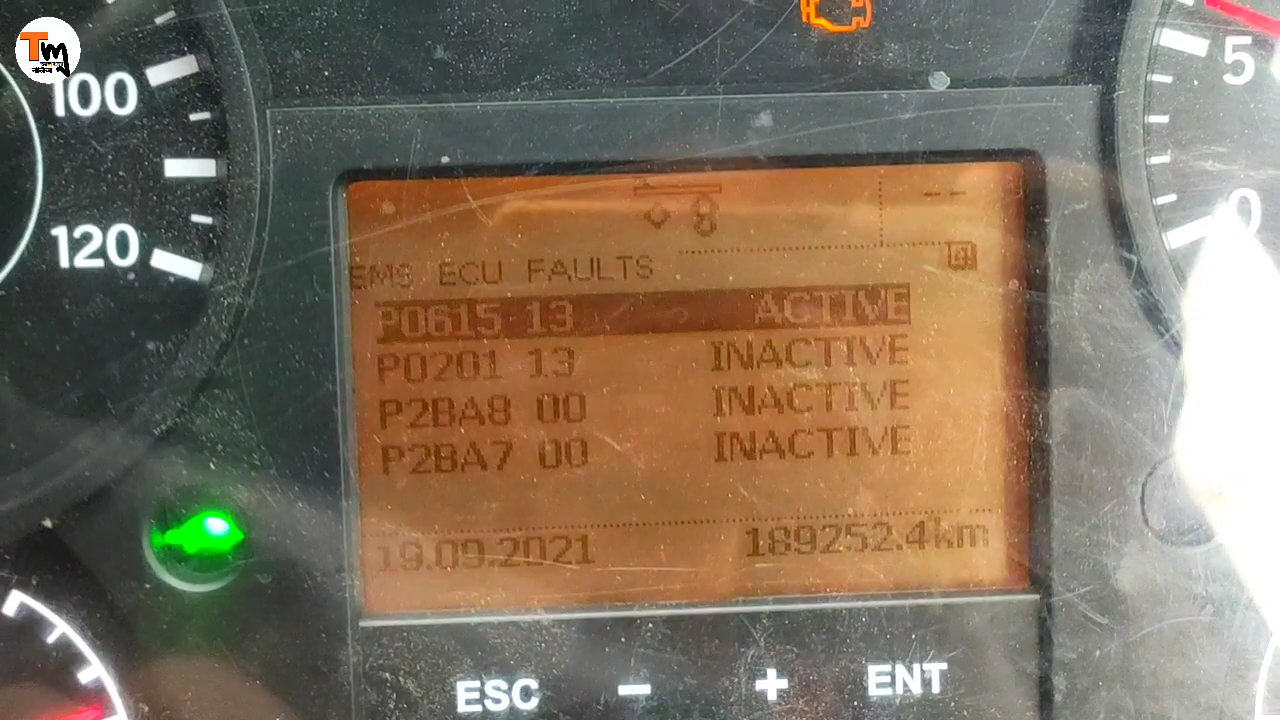 TM
100
120
5
0
--
EMS ECU FAULTS
P0615 13 ACTIVE
P0201 13 INACTIVE
P2BA8 00 INACTIVE
P2BA7 00 INACTIVE
19.09.2021 189252.4km
ESC - + ENT